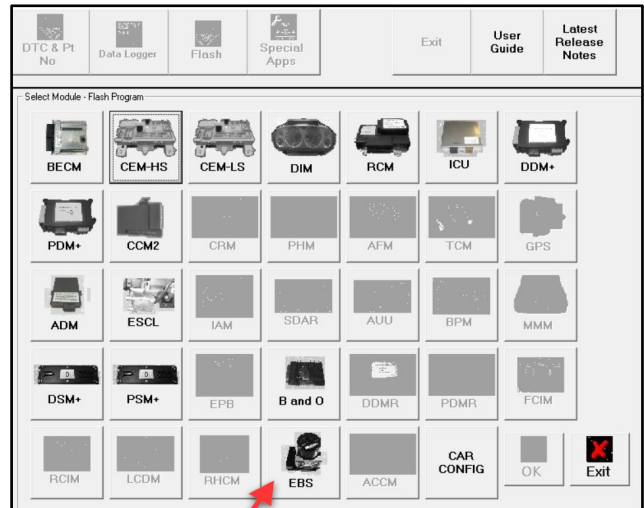 DTC & Pt
No
Data Logger
Flash
Special
Apps
Exit
User
Guide
Latest
Release
Notes
Select Module - Flash Program
BECM
CEM-HS
CEM-LS
DIM
RCM
ICU
DDM+
PDM+
CCM2
CRM
PHM
AFM
TCM
GPS
ADM
ESCL
IAM
SDAR
AUU
BPM
MMM
DSM+
PSM+
EPB
B and O
DDMR
PDMR
FCIM
RCIM
LCDM
RHCM
EBS
ACCM
CAR
CONFIG
OK
Exit